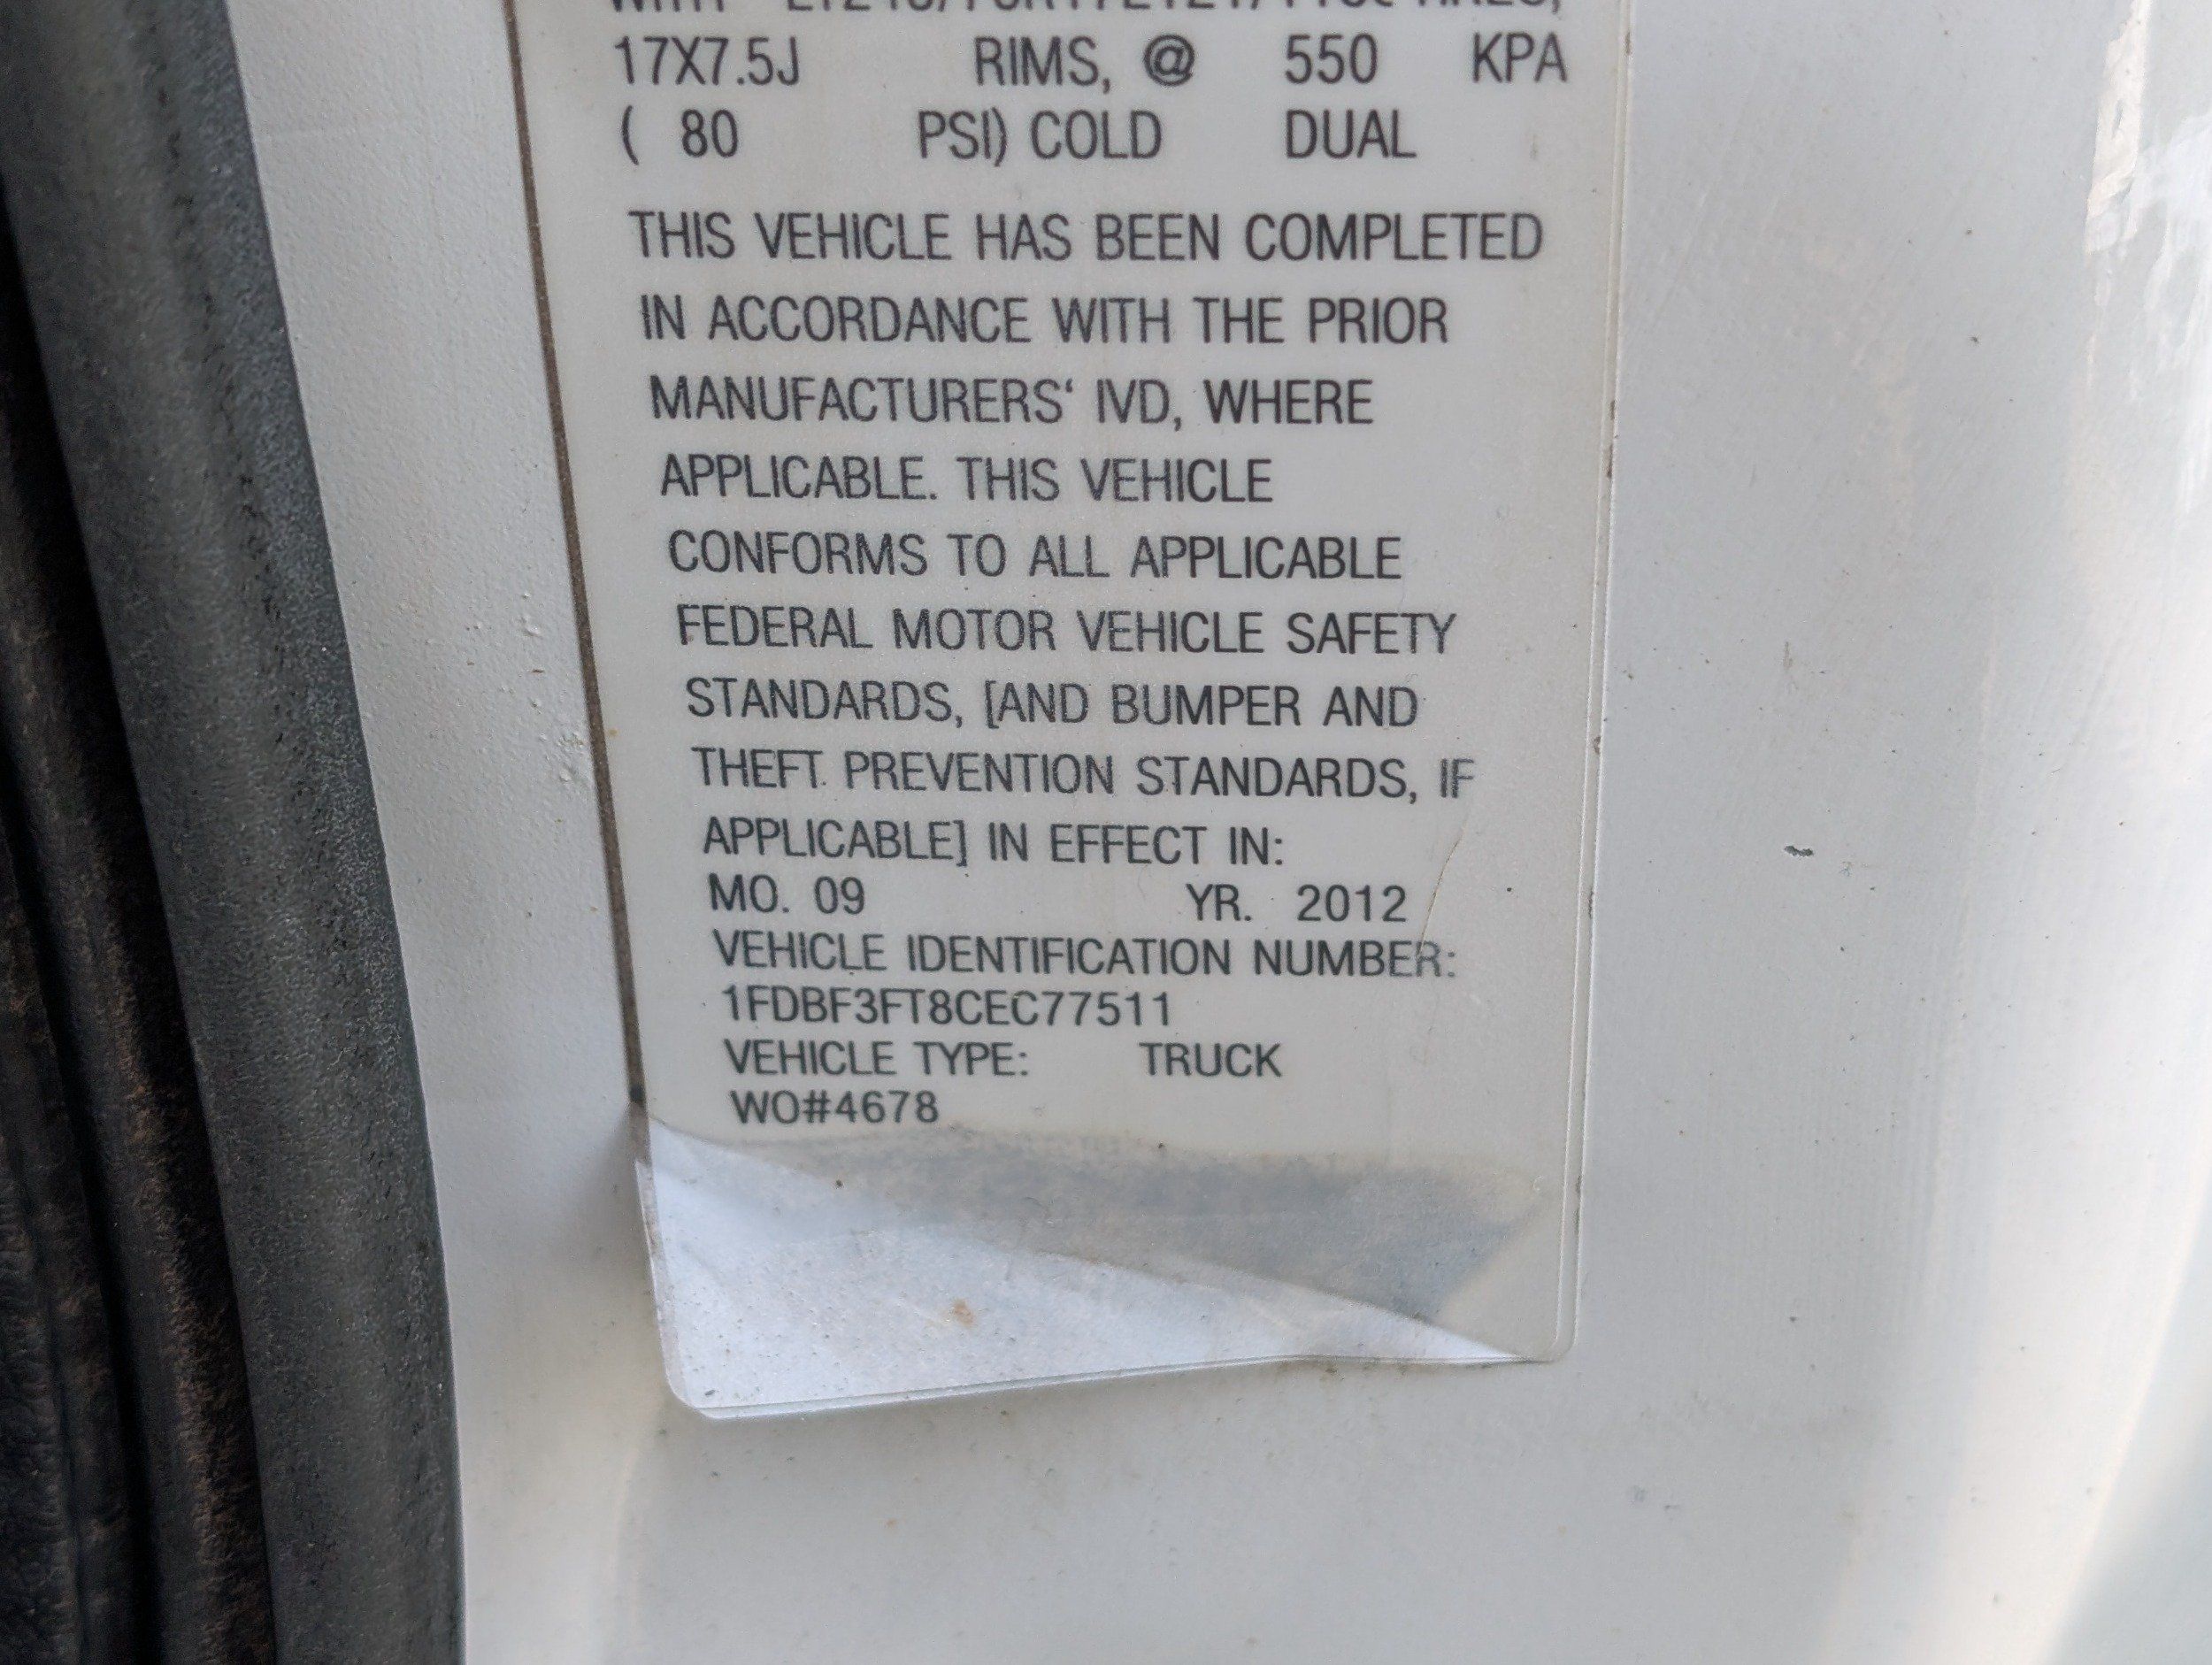 17X7.5J RIMS, @ 550 KPA
( 80 PSI) COLD DUAL
THIS VEHICLE HAS BEEN COMPLETED
IN ACCORDANCE WITH THE PRIOR
MANUFACTURERS‘ IVD, WHERE
APPLICABLE. THIS VEHICLE
CONFORMS TO ALL APPLICABLE
FEDERAL MOTOR VEHICLE SAFETY
STANDARDS, [AND BUMPER AND
THEFT PREVENTION STANDARDS, IF
APPLICABLE] IN EFFECT IN:
MO. 09 YR. 2012
VEHICLE IDENTIFICATION NUMBER:
1FDBF3FT8CEC77511
VEHICLE TYPE: TRUCK
WO#4678